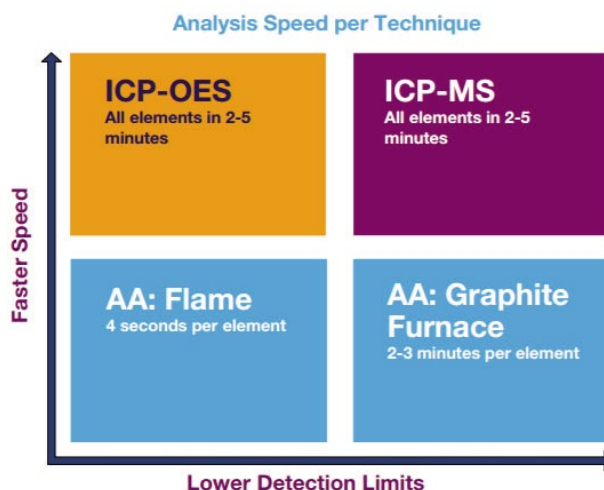 Analysis Speed per Technique
ICP-OES
All elements in 2-5
minutes
ICP-MS
All elements in 2-5
minutes
AA: Flame
4 seconds per element
AA: Graphite
Furnace
2-3 minutes per element
Faster Speed
Lower Detection Limits